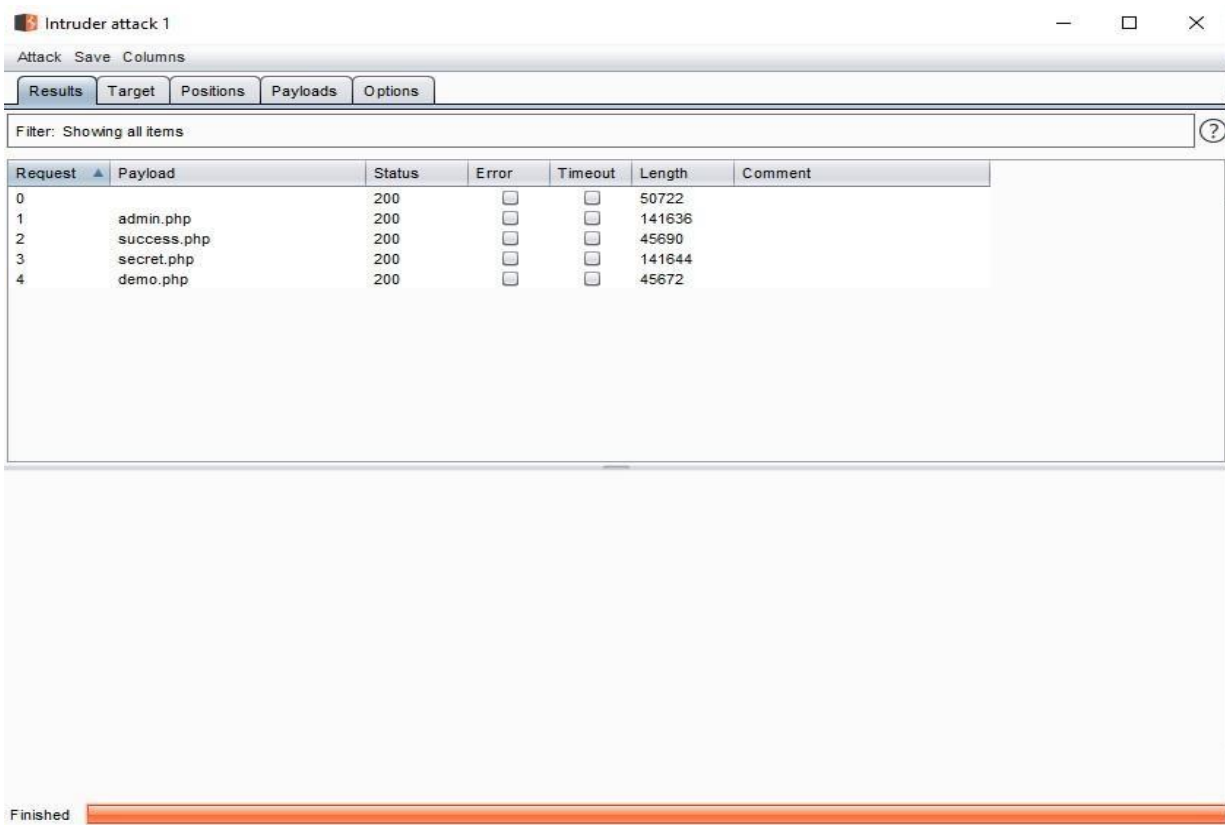 Intruder attack 1
Attack Save Columns
Results Target Positions Payloads Options
Filter: Showing all items ?
Request Payload Status Error Timeout Length Comment
0 200 50722
1 admin.php 200 141636
2 success.php 200 45690
3 secret.php 200 141644
4 demo.php 200 45672
Finished